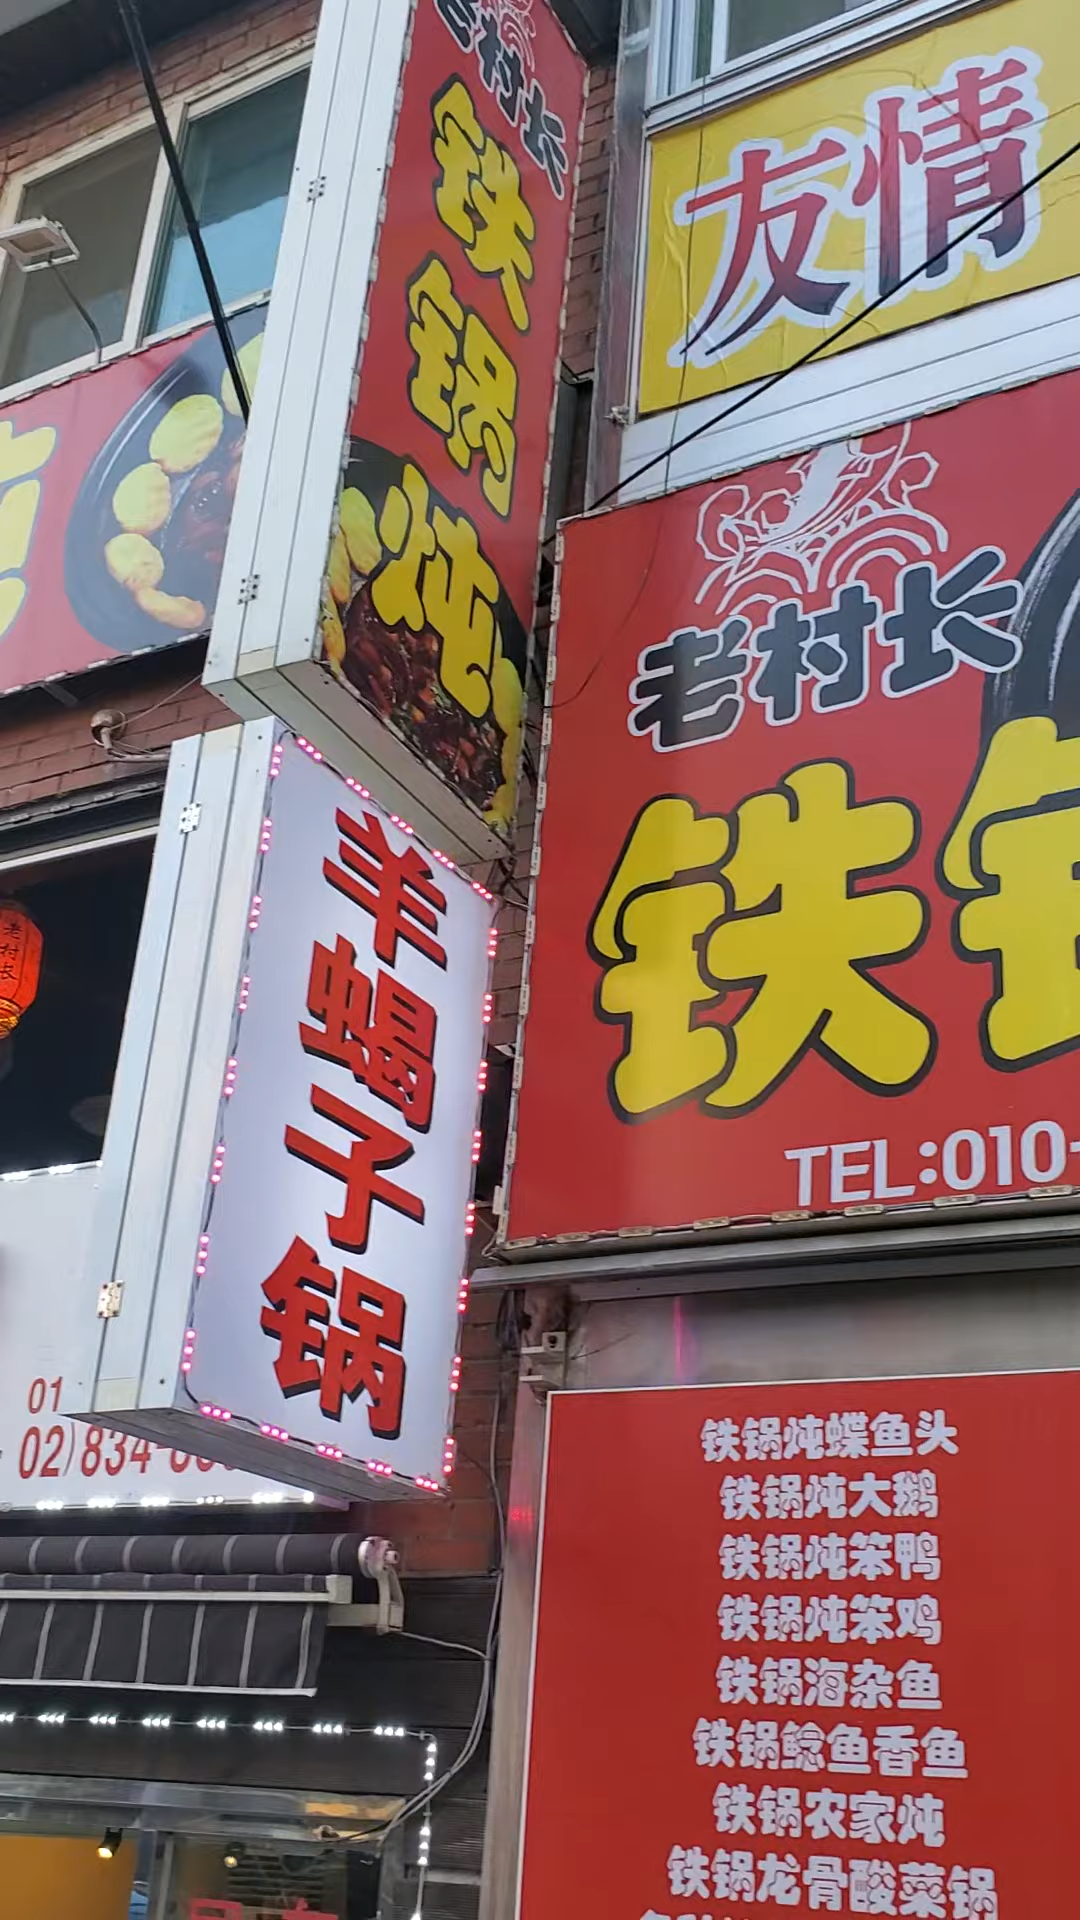 老村长
铁锅炖
友情
老村长
铁锅
TEL:010-
羊蝎子锅
老村长
01
02)834-
铁锅炖蝶鱼头
铁锅炖大鹅
铁锅炖笨鸭
铁锅炖笨鸡
铁锅海杂鱼
铁锅鲶鱼香鱼
铁锅农家炖
铁锅龙骨酸菜锅